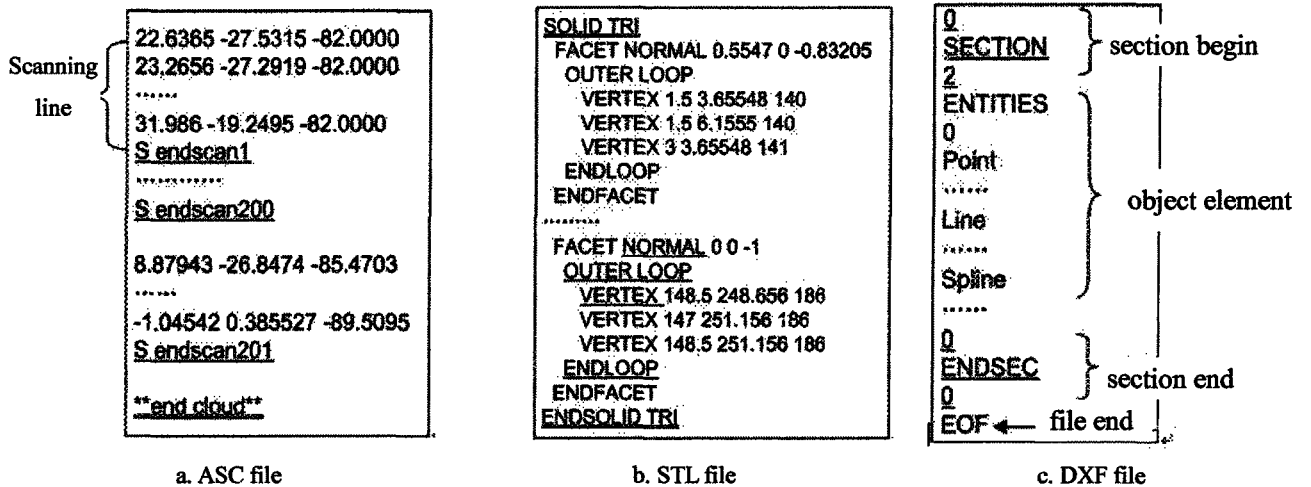 Scanning
line
22.6365 -27.5315 -82.0000
23.2656 -27.2919 -82.0000
......
31.986 -19.2495 -82.0000
S endscan1
............
S endscan200
8.87943 -26.8474 -85.4703
......
-1.04542 0.385527 -89.5095
S endscan201
**end cloud**
a. ASC file
SOLID TRI
FACET NORMAL 0.5547 0 -0.83205
OUTER LOOP
VERTEX 1.5 3.65548 140
VERTEX 1.5 6.1555 140
VERTEX 3 3.65548 141
ENDLOOP
ENDFACET
.........
FACET NORMAL 0 0 -1
OUTER LOOP
VERTEX 148.5 248.656 186
VERTEX 147 251.156 186
VERTEX 148.5 251.156 186
ENDLOOP
ENDFACET
ENDSOLID TRI
b. STL file
0
SECTION
2
section begin
ENTITIES
0
Point
......
Line
......
Spline
......
object element
0
ENDSEC
0
section end
EOF
file end
c. DXF file